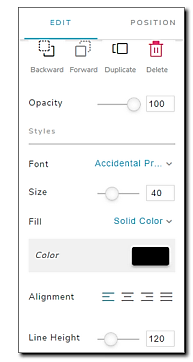 EDIT POSITION
Backward Forward Duplicate Delete
Opacity 100
Styles
Font Accidental Pr...
Size 40
Fill Solid Color
Color
Alignment
Line Height 120